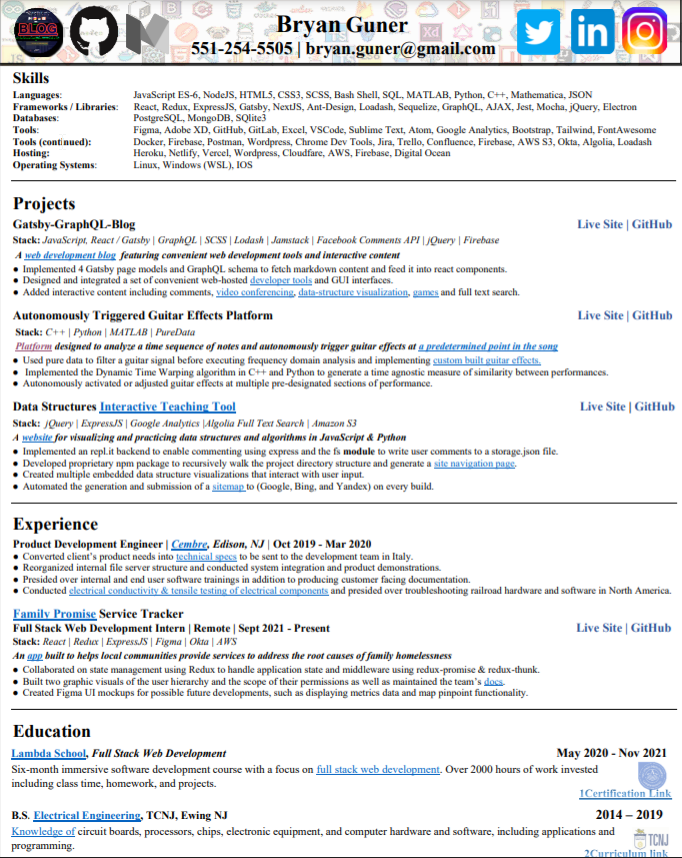 BLOG
Bryan Guner
551-254-5505 | bryan.guner@gmail.com
Skills
Languages: JavaScript ES-6, NodeJS, HTML5, CSS3, SCSS, Bash Shell, SQL, MATLAB, Python, C++, Mathematica, JSON
Frameworks / Libraries: React, Redux, ExpressJS, Gatsby, NextJS, Ant-Design, Loadash, Sequelize, GraphQL, AJAX, Jest, Mocha, jQuery, Electron
Databases: PostgreSQL, MongoDB, SQlite3
Tools: Figma, Adobe XD, GitHub, GitLab, Excel, VSCode, Sublime Text, Atom, Google Analytics, Bootstrap, Tailwind, FontAwesome
Tools (continued): Docker, Firebase, Postman, Wordpress, Chrome Dev Tools, Jira, Trello, Confluence, Firebase, AWS S3, Okta, Algolia, Loadash
Hosting: Heroku, Netlify, Vercel, Wordpress, Cloudfare, AWS, Firebase, Digital Ocean
Operating Systems: Linux, Windows (WSL), IOS
Projects
Gatsby-GraphQL-Blog Live Site | GitHub
Stack: JavaScript, React / Gatsby | GraphQL | SCSS | Lodash | Jamstack | Facebook Comments API | jQuery | Firebase
A web development blog featuring convenient web development tools and interactive content
● Implemented 4 Gatsby page models and GraphQL schema to fetch markdown content and feed it into react components.
● Designed and integrated a set of convenient web-hosted developer tools and GUI interfaces.
● Added interactive content including comments, video conferencing, data-structure visualization, games and full text search.
Autonomously Triggered Guitar Effects Platform Live Site | GitHub
Stack: C++ | Python | MATLAB | PureData
Platform designed to analyze a time sequence of notes and autonomously trigger guitar effects at a predetermined point in the song
● Used pure data to filter a guitar signal before executing frequency domain analysis and implementing custom built guitar effects.
● Implemented the Dynamic Time Warping algorithm in C++ and Python to generate a time agnostic measure of similarity between performances.
● Autonomously activated or adjusted guitar effects at multiple pre-designated sections of performance.
Data Structures Interactive Teaching Tool Live Site | GitHub
Stack: jQuery | ExpressJS | Google Analytics |Algolia Full Text Search | Amazon S3
A website for visualizing and practicing data structures and algorithms in JavaScript & Python
● Implemented an repl.it backend to enable commenting using express and the fs module to write user comments to a storage.json file.
● Developed proprietary npm package to recursively walk the project directory structure and generate a site navigation page.
● Created multiple embedded data structure visualizations that interact with user input.
● Automated the generation and submission of a sitemap to (Google, Bing, and Yandex) on every build.
Experience
Product Development Engineer | Cembre, Edison, NJ | Oct 2019 - Mar 2020
● Converted client's product needs into technical specs to be sent to the development team in Italy.
● Reorganized internal file server structure and conducted system integration and product demonstrations.
● Presided over internal and end user software trainings in addition to producing customer facing documentation.
● Conducted electrical conductivity & tensile testing of electrical components and presided over troubleshooting railroad hardware and software in North America.
Family Promise Service Tracker
Full Stack Web Development Intern | Remote | Sept 2021 - Present Live Site | GitHub
Stack: React | Redux | ExpressJS | Figma | Okta | AWS
An app built to helps local communities provide services to address the root causes of family homelessness
● Collaborated on state management using Redux to handle application state and middleware using redux-promise & redux-thunk.
● Built two graphic visuals of the user hierarchy and the scope of their permissions as well as maintained the team's docs.
● Created Figma UI mockups for possible future developments, such as displaying metrics data and map pinpoint functionality.
Education
Lambda School, Full Stack Web Development May 2020 - Nov 2021
Six-month immersive software development course with a focus on full stack web development. Over 2000 hours of work invested
including class time, homework, and projects.
1Certification Link
B.S. Electrical Engineering, TCNJ, Ewing NJ 2014 – 2019
Knowledge of circuit boards, processors, chips, electronic equipment, and computer hardware and software, including applications and
programming.
TCNJ
2Curriculum link